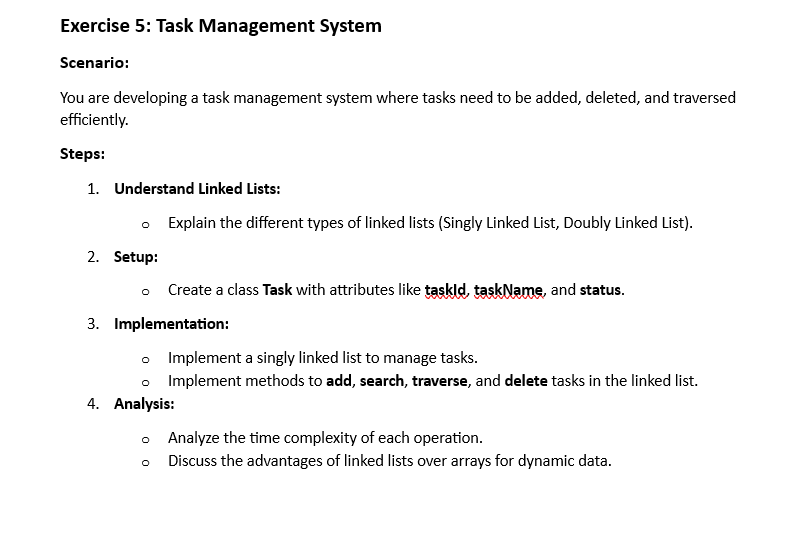 Exercise 5: Task Management System
Scenario:
You are developing a task management system where tasks need to be added, deleted, and traversed
efficiently.
Steps:
1. Understand Linked Lists:
o Explain the different types of linked lists (Singly Linked List, Doubly Linked List).
2. Setup:
o Create a class Task with attributes like taskId, taskName, and status.
3. Implementation:
o Implement a singly linked list to manage tasks.
o Implement methods to add, search, traverse, and delete tasks in the linked list.
4. Analysis:
o Analyze the time complexity of each operation.
o Discuss the advantages of linked lists over arrays for dynamic data.